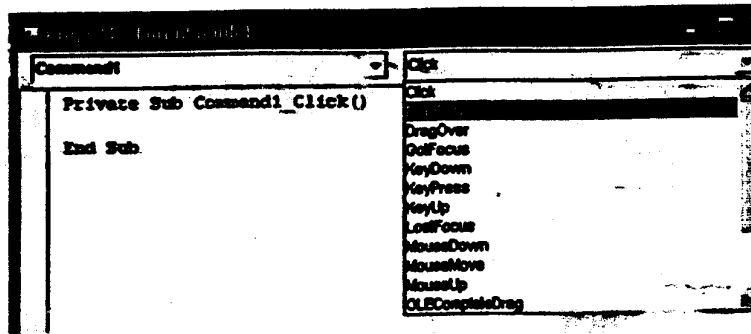 Command1
Click
Private Sub Command1_Click()
End Sub
Click
DragOver
GotFocus
KeyDown
KeyPress
KeyUp
LostFocus
MouseDown
MouseMove
MouseUp
OLECompleteDrag